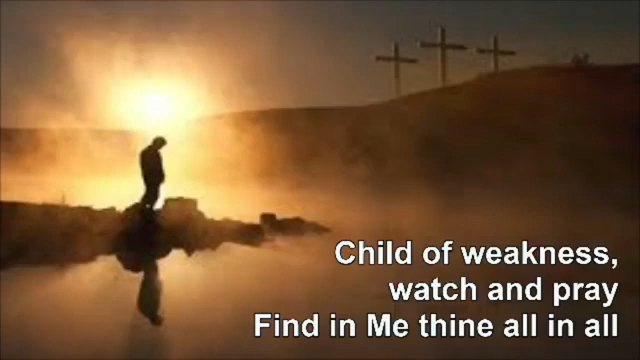 Child of weakness,
watch and pray
Find in Me thine all in all